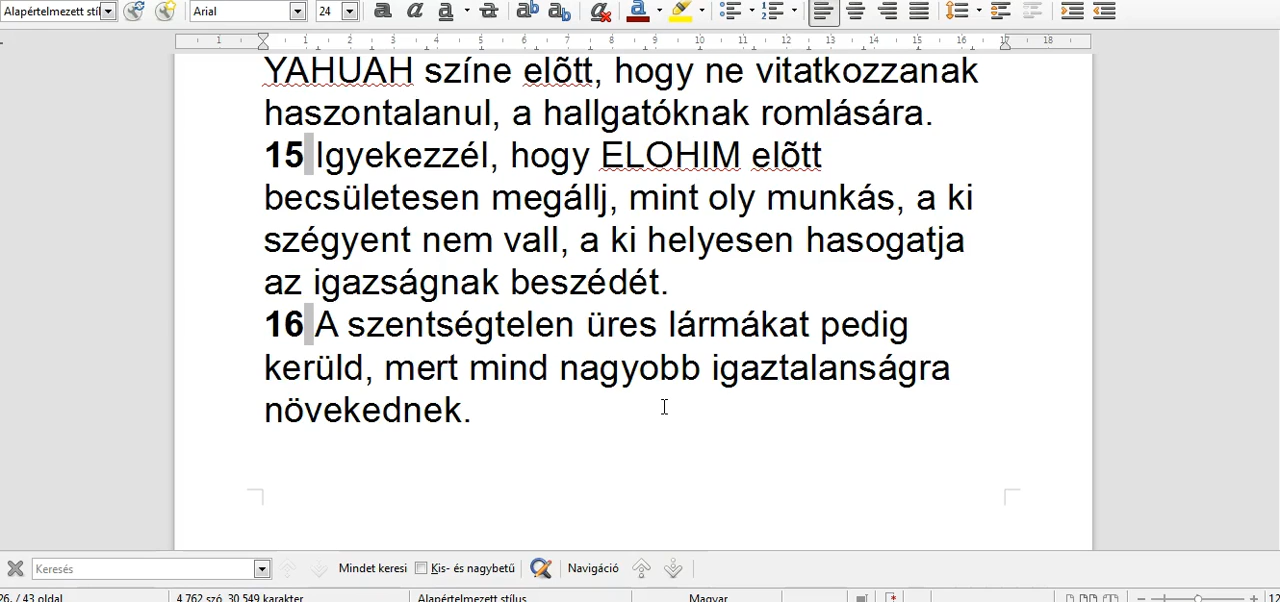 Alapértelmezett stíl Arial 24
1 1 2 3 4 5 6 7 8 9 10 11 12 13 14 15 16 17 18
YAHUAH színe elõtt, hogy ne vitatkozzanak
haszontalanul, a hallgatóknak romlására.
15 Igyekezzél, hogy ELOHIM elõtt
becsületesen megállj, mint oly munkás, a ki
szégyent nem vall, a ki helyesen hasogatja
az igazságnak beszédét.
16 A szentségtelen üres lármákat pedig
kerüld, mert mind nagyobb igaztalanságra
növekednek.
Keresés Mindet keresi Kis- és nagybetű Navigáció
26. / 43 oldal 4 762 szó, 30 549 karakter Alapértelmezett stílus Magyar